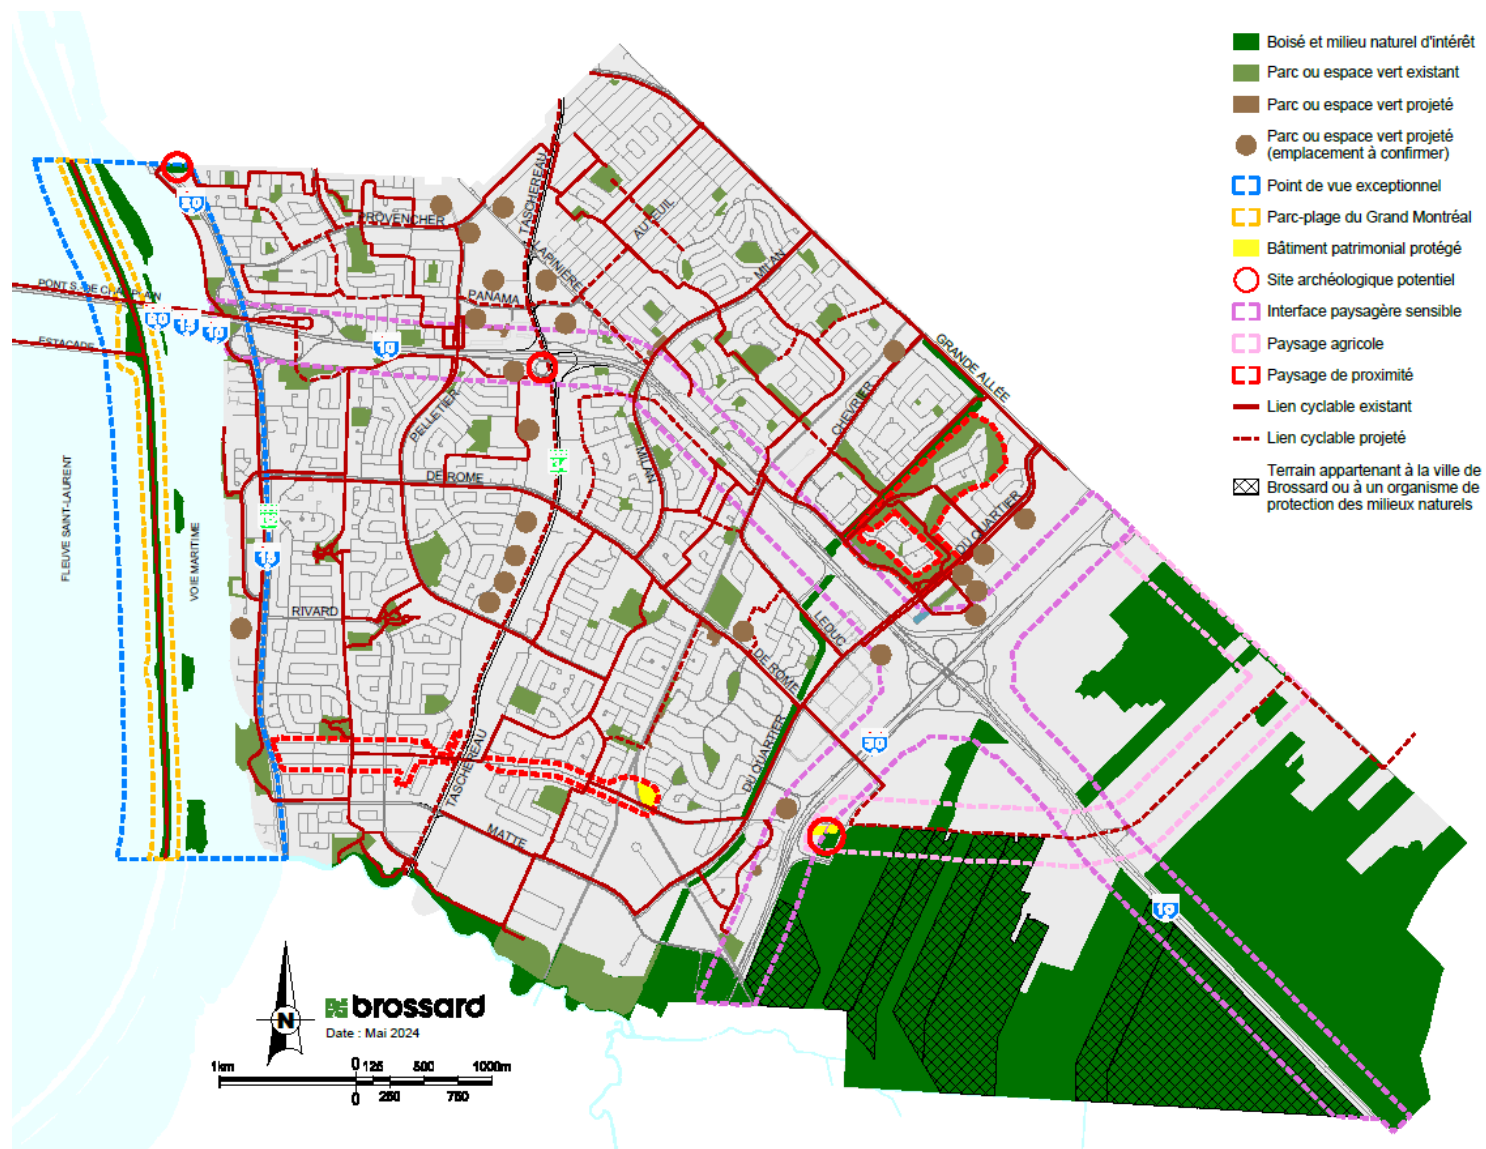 Boisé et milieu naturel d'intérêt
Parc ou espace vert existant
Parc ou espace vert projeté
Parc ou espace vert projeté
(emplacement à confirmer)
Point de vue exceptionnel
Parc-plage du Grand Montréal
Bâtiment patrimonial protégé
Site archéologique potentiel
Interface paysagère sensible
Paysage agricole
Paysage de proximité
Lien cyclable existant
Lien cyclable projeté
Terrain appartenant à la ville de
Brossard ou à un organisme de
protection des milieux naturels
TASCHEREAU
PROVENCHER
LAPINIÈRE
AUTEUIL
MILAN
PANAMA
PONT S. DE CHAMPLAIN
ESTACADE
20
20
15
10
10
GRANDE ALLÉE
CHEVRIER
PELLETIER
DE ROME
MILAN
DU QUARTIER
FLEUVE SAINT-LAURENT
VOIE MARITIME
15
RIVARD
LEDUC
DE ROME
DU QUARTIER
30
TASCHEREAU
MATTE
10
N
brossard
Date : Mai 2024
1km
0 125 500 1000m
0 250 750